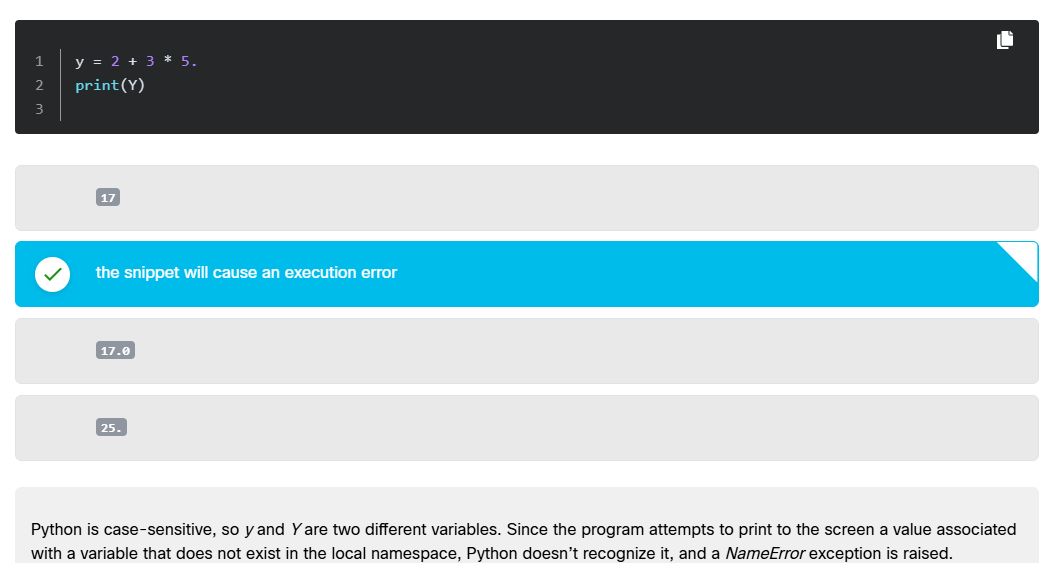 1 y = 2 + 3 * 5.
2 print(Y)
3
17
the snippet will cause an execution error
17.0
25.
Python is case-sensitive, so y and Y are two different variables. Since the program attempts to print to the screen a value associated
with a variable that does not exist in the local namespace, Python doesn’t recognize it, and a NameError exception is raised.